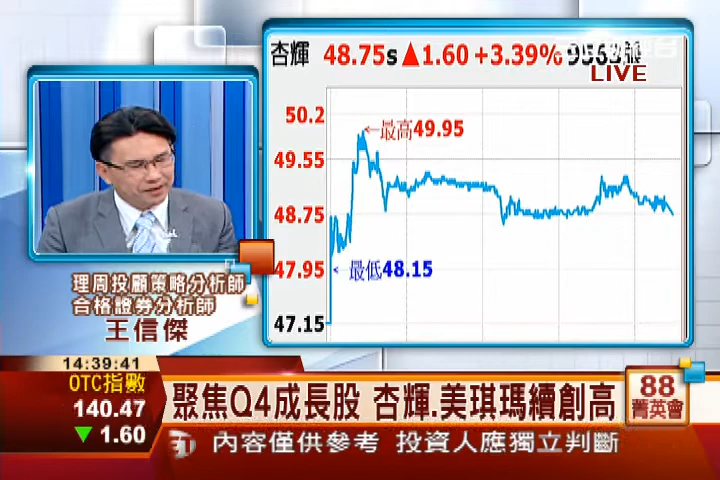 杏輝 48.75s▲1.60 +3.39%
LIVE
50.2
←最高49.95
49.55
48.75
47.95
← 最低48.15
47.15
理周投顧策略分析師
合格證券分析師
王信傑
14:39:41
OTC指數
140.47
▼ 1.60
聚焦Q4成長股 杏輝.美琪瑪續創高
88
菁英會
內容僅供參考 投資人應獨立判斷